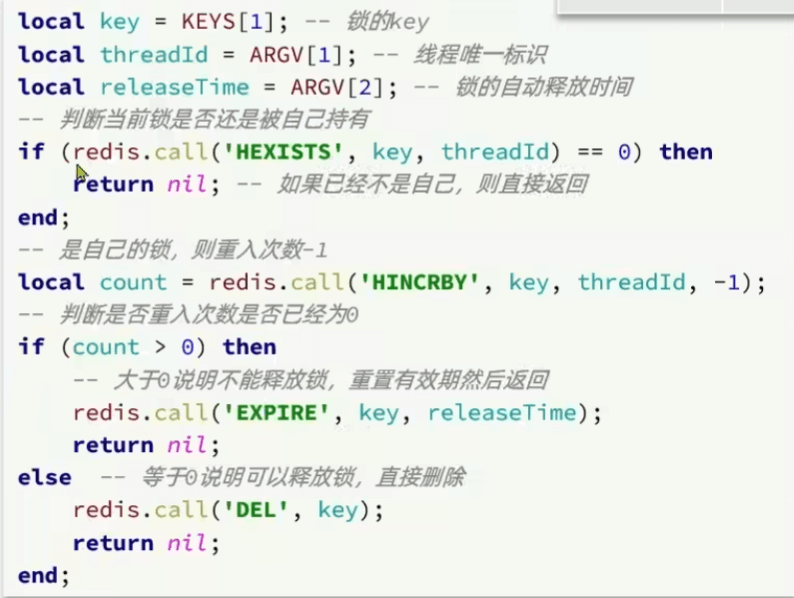 local key = KEYS[1]; -- 锁的key
local threadId = ARGV[1]; -- 线程唯一标识
local releaseTime = ARGV[2]; -- 锁的自动释放时间
-- 判断当前锁是否还是被自己持有
if (redis.call('HEXISTS', key, threadId) == 0) then
    return nil; -- 如果已经不是自己，则直接返回
end;
-- 是自己的锁，则重入次数-1
local count = redis.call('HINCRBY', key, threadId, -1);
-- 判断是否重入次数是否已经为0
if (count > 0) then
    -- 大于0说明不能释放锁，重置有效期然后返回
    redis.call('EXPIRE', key, releaseTime);
    return nil;
else  -- 等于0说明可以释放锁，直接删除
    redis.call('DEL', key);
    return nil;
end;